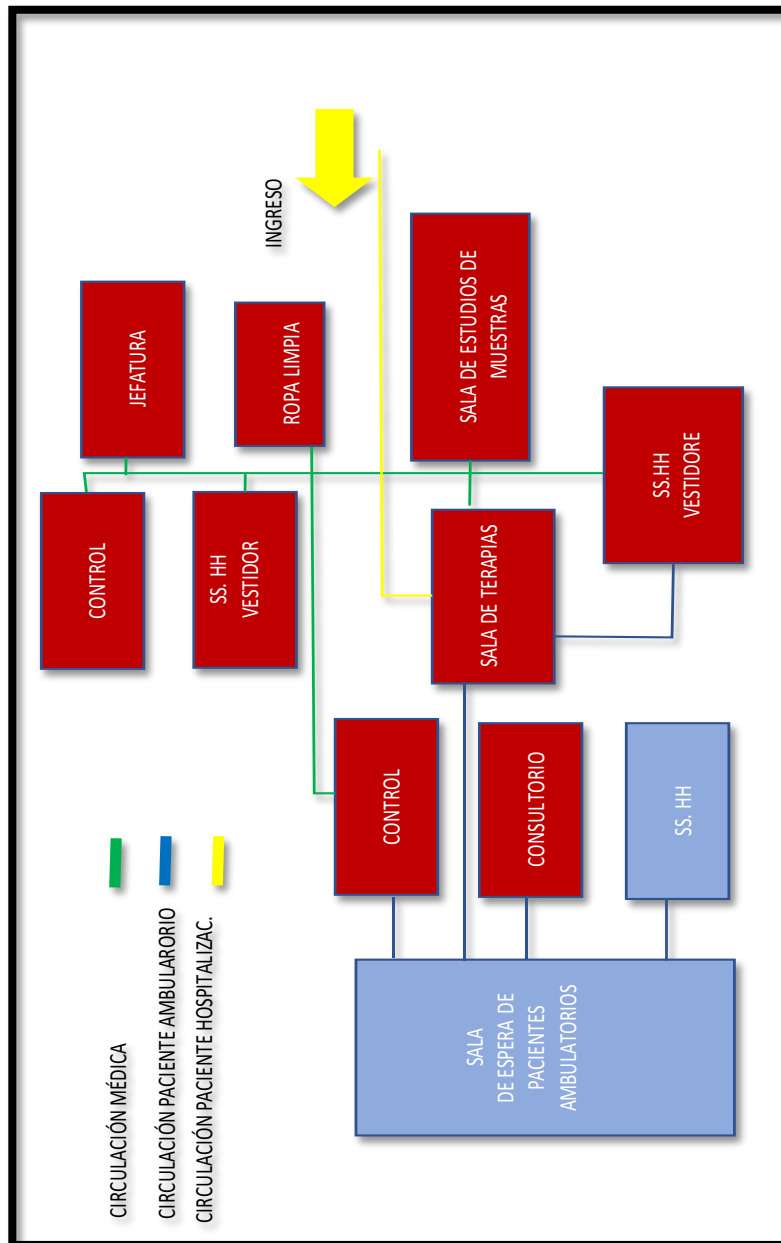 CIRCULACIÓN MÉDICA
CIRCULACIÓN PACIENTE AMBULARORIO
CIRCULACIÓN PACIENTE HOSPITALIZAC.
CONTROL
JEFATURA
SS. HH
VESTIDOR
ROPA LIMPIA
INGRESO
CONTROL
SALA
DE ESPERA DE
PACIENTES
AMBULATORIOS
CONSULTORIO
SALA DE TERAPIAS
SALA DE ESTUDIOS DE
MUESTRAS
SS. HH
SS.HH
VESTIDORE